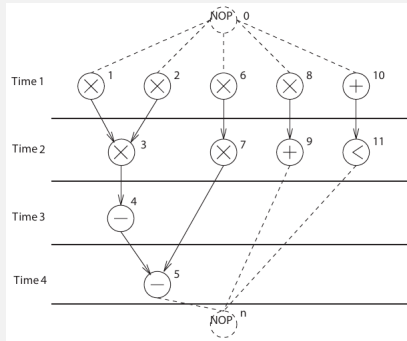 NOP 0
Time 1 × 1 × 2 × 6 × 8 + 10
Time 2 × 3 × 7 + 9 < 11
Time 3 − 4
Time 4 − 5
NOP n